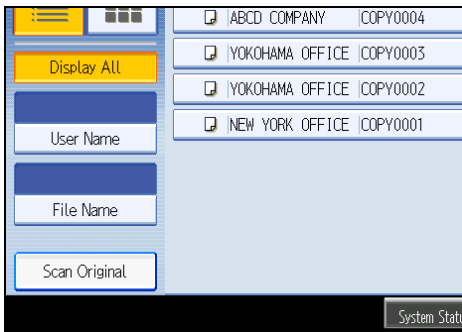 ABCD COMPANY COPY0004
YOKOHAMA OFFICE COPY0003
YOKOHAMA OFFICE COPY0002
NEW YORK OFFICE COPY0001
Display All
User Name
File Name
Scan Original
System Statu